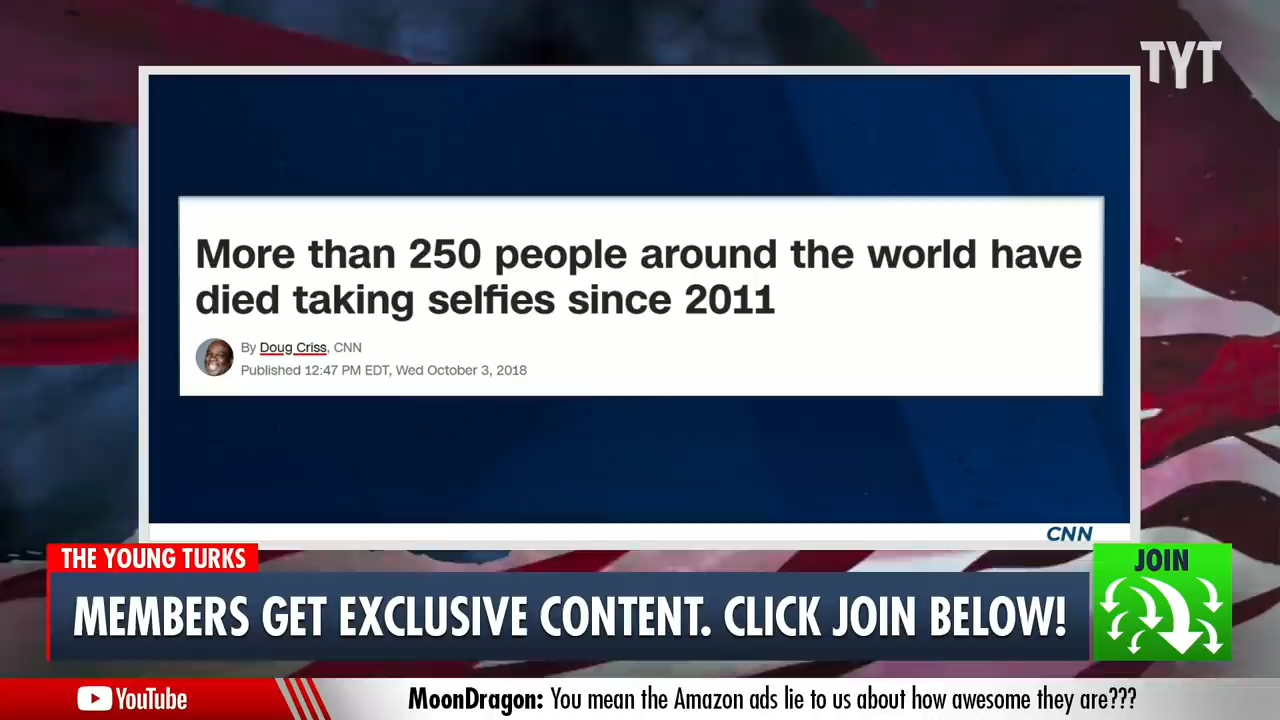 TYT
More than 250 people around the world have
died taking selfies since 2011
By Doug Criss, CNN
Published 12:47 PM EDT, Wed October 3, 2018
CNN
THE YOUNG TURKS
MEMBERS GET EXCLUSIVE CONTENT. CLICK JOIN BELOW!
JOIN
YouTube
MoonDragon: You mean the Amazon ads lie to us about how awesome they are???